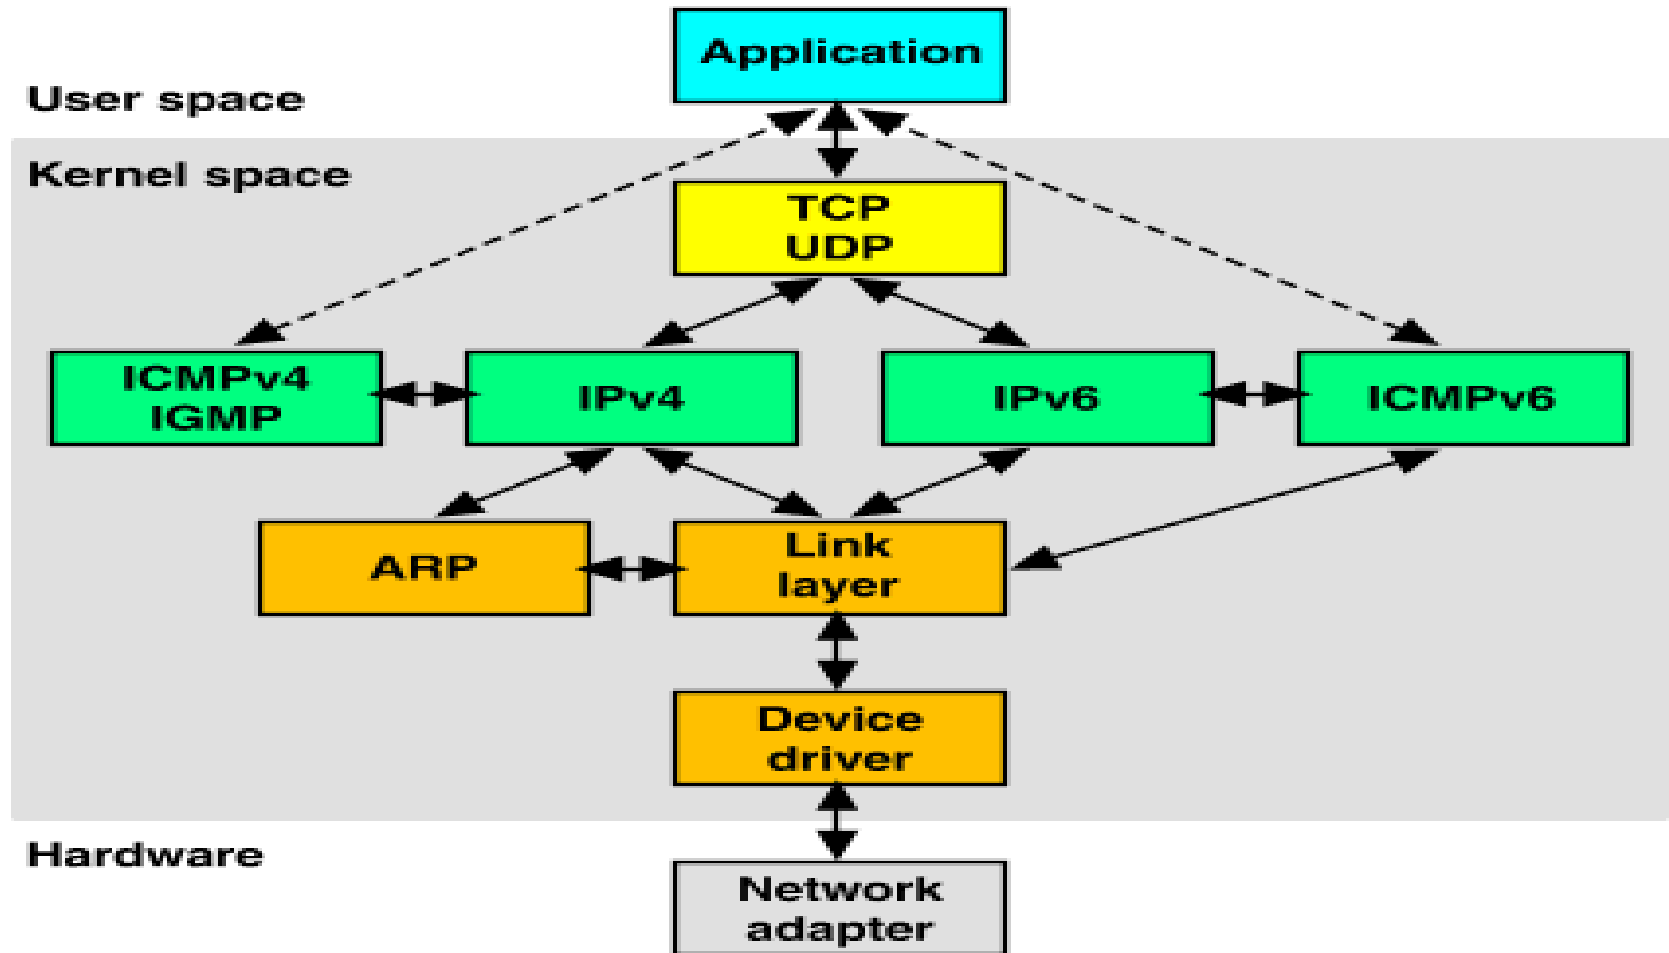 Application
User space
Kernel space
TCP
UDP
ICMPv4
IGMP
IPv4
IPv6
ICMPv6
ARP
Link
layer
Device
driver
Hardware
Network
adapter